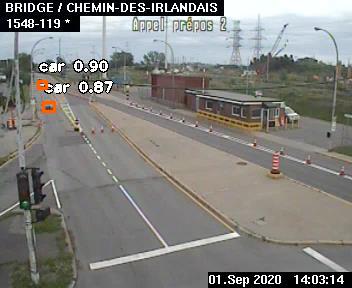 BRIDGE / CHEMIN-DES-IRLANDAIS
1548-119 *
Appel prépos 2
car 0.90
car 0.87
01.Sep 2020 14:03:14